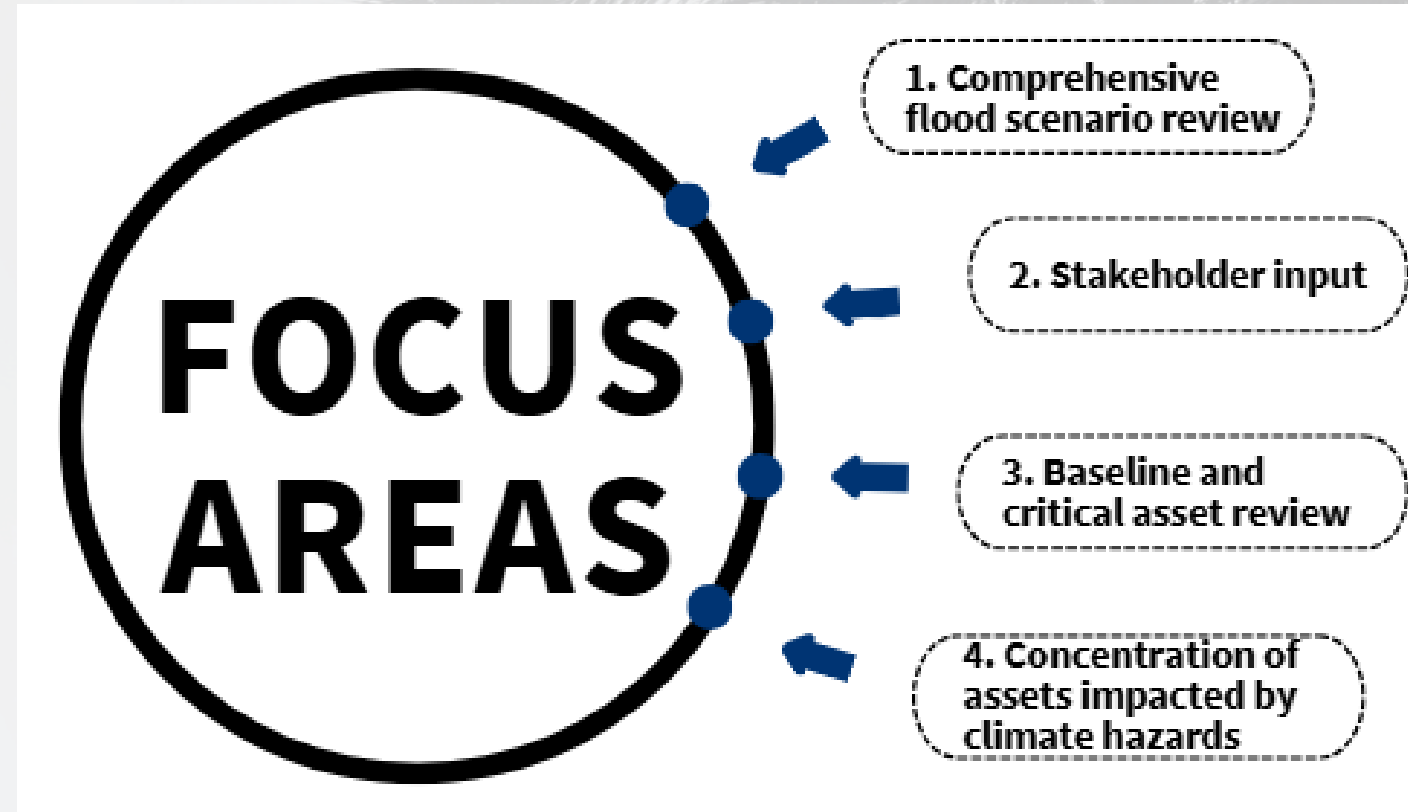 FOCUS
AREAS
1. Comprehensive
flood scenario review
2. Stakeholder input
3. Baseline and
critical asset review
4. Concentration of
assets impacted by
climate hazards